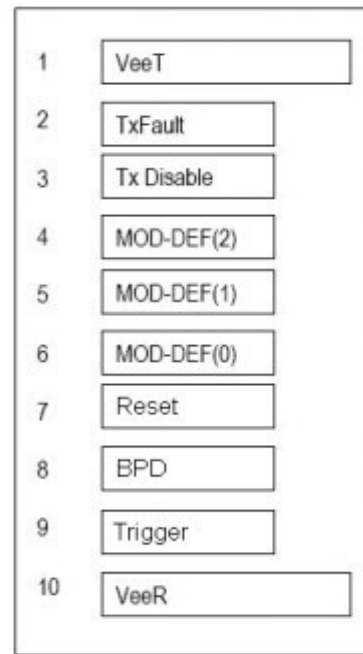 1 VeeT
2 TxFault
3 Tx Disable
4 MOD-DEF(2)
5 MOD-DEF(1)
6 MOD-DEF(0)
7 Reset
8 BPD
9 Trigger
10 VeeR